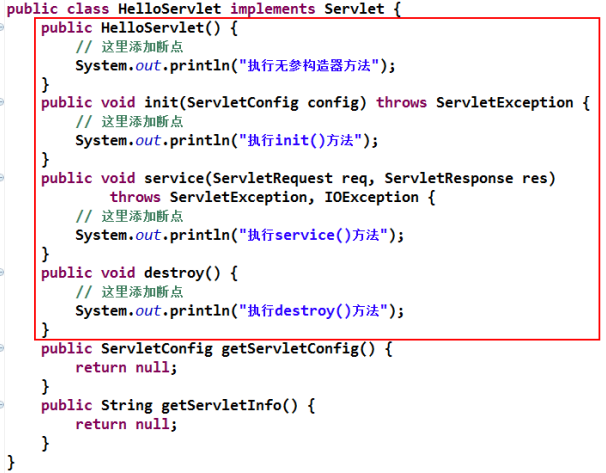 public class HelloServlet implements Servlet {
public HelloServlet() {
// 这里添加断点
System.out.println("执行无参构造器方法");
}
public void init(ServletConfig config) throws ServletException {
// 这里添加断点
System.out.println("执行init()方法");
}
public void service(ServletRequest req, ServletResponse res)
throws ServletException, IOException {
// 这里添加断点
System.out.println("执行service()方法");
}
public void destroy() {
// 这里添加断点
System.out.println("执行destroy()方法");
}
public ServletConfig getServletConfig() {
return null;
}
public String getServletInfo() {
return null;
}
}